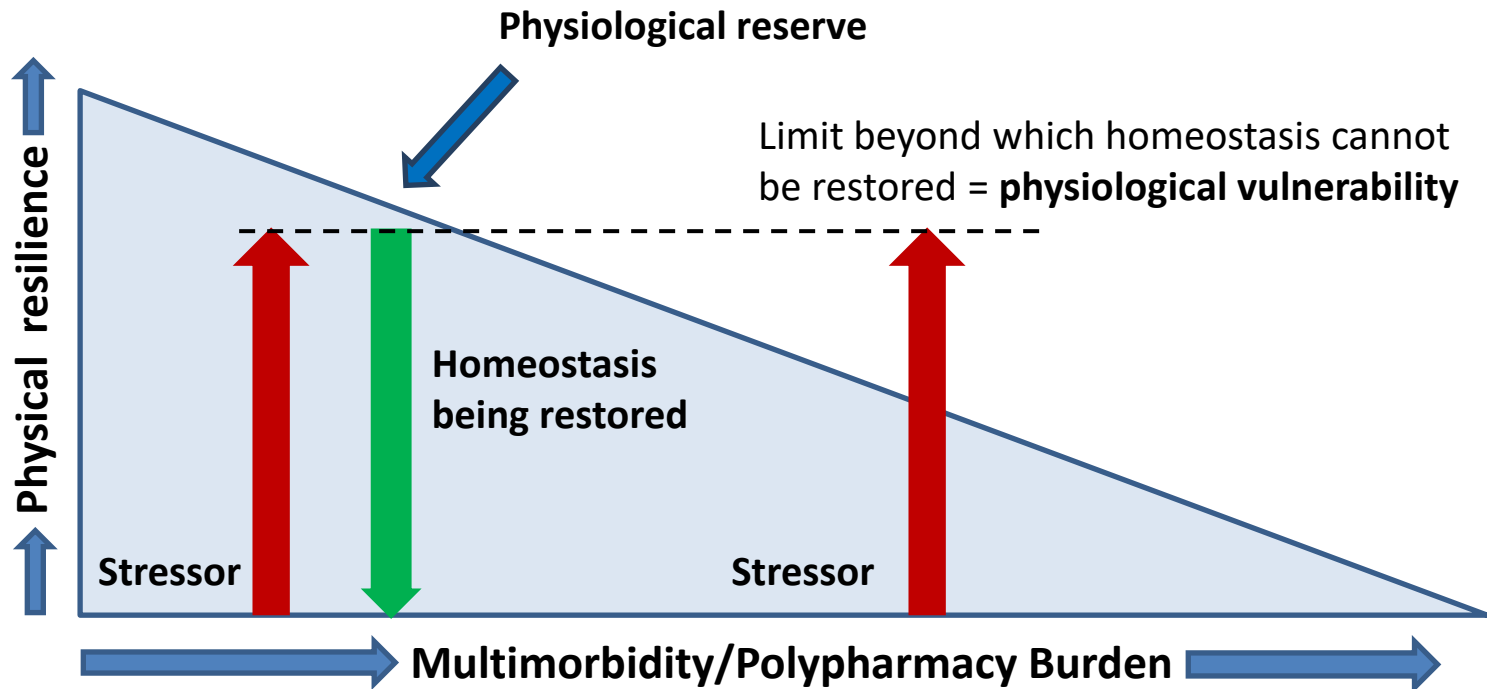 Physiological reserve
Limit beyond which homeostasis cannot
be restored = physiological vulnerability
Physical resilience
Homeostasis
being restored
Stressor
Stressor
Multimorbidity/Polypharmacy Burden